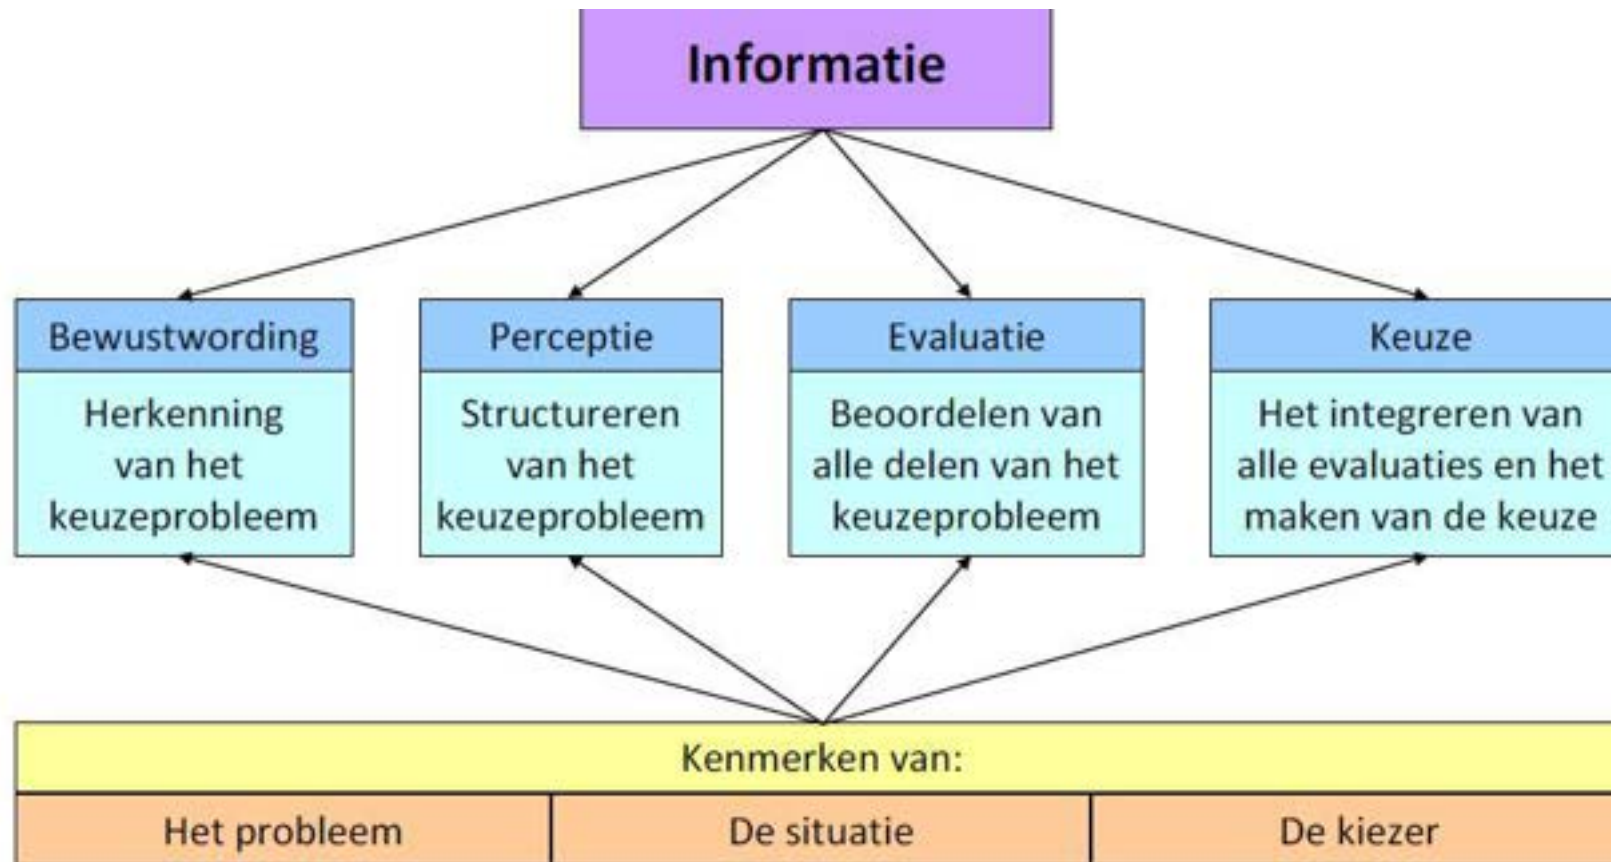 Informatie
Bewustwording
Herkenning
van het
keuzeprobleem
Perceptie
Structureren
van het
keuzeprobleem
Evaluatie
Beoordelen van
alle delen van het
keuzeprobleem
Keuze
Het integreren van
alle evaluaties en het
maken van de keuze
Kenmerken van:
Het probleem
De situatie
De kiezer